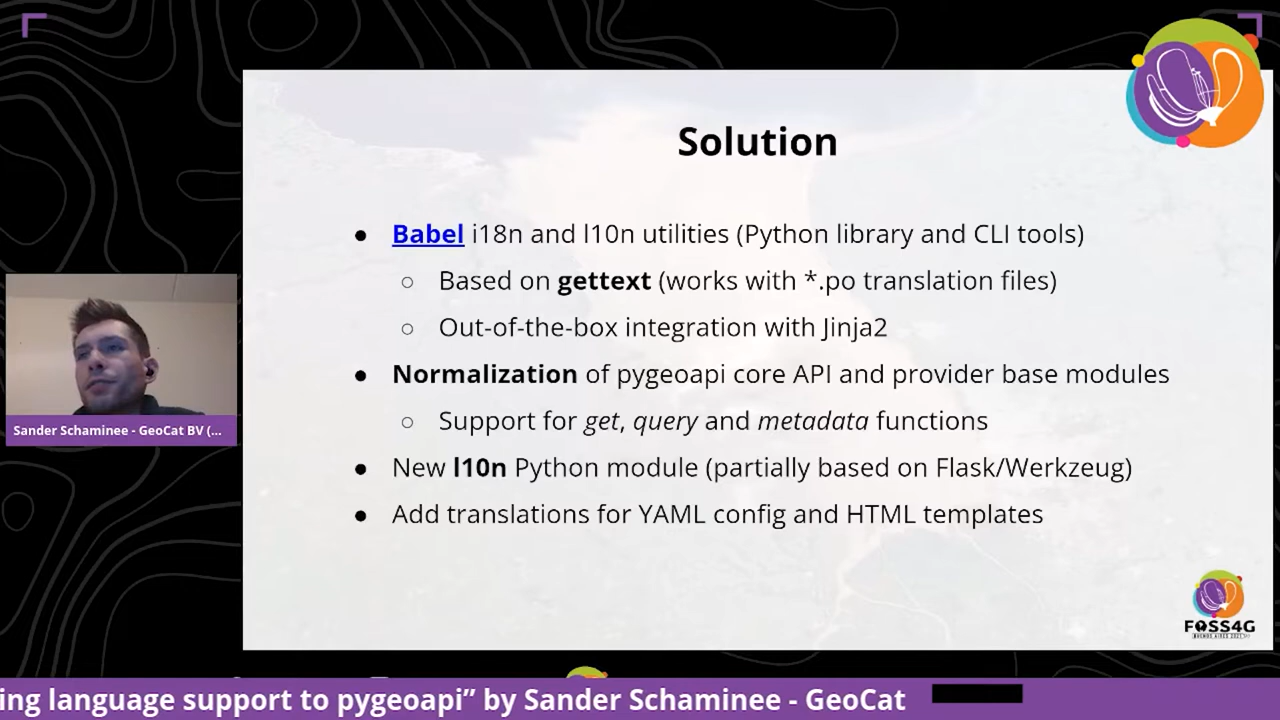 Solution
● Babel i18n and l10n utilities (Python library and CLI tools)
○ Based on gettext (works with *.po translation files)
○ Out-of-the-box integration with Jinja2
● Normalization of pygeoapi core API and provider base modules
○ Support for get, query and metadata functions
● New l10n Python module (partially based on Flask/Werkzeug)
● Add translations for YAML config and HTML templates
Sander Schaminee - GeoCat BV (...
FOSS4G
BUENOS AIRES 2021
ing language support to pygeoapi” by Sander Schaminee - GeoCat